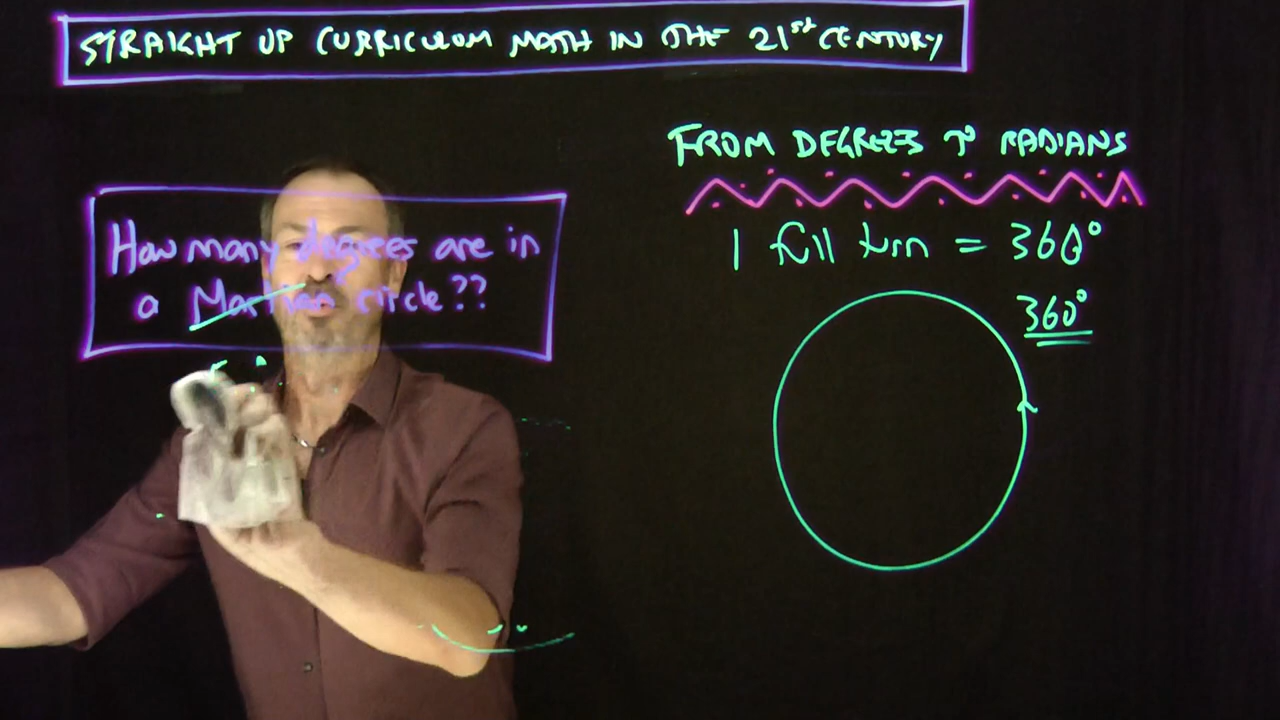 STRAIGHT UP CURRICULUM MATH IN THE 21st CENTURY
How many degrees are in
a Martian circle??
FROM DEGREES TO RADIANS
1 full turn = 360°
360°